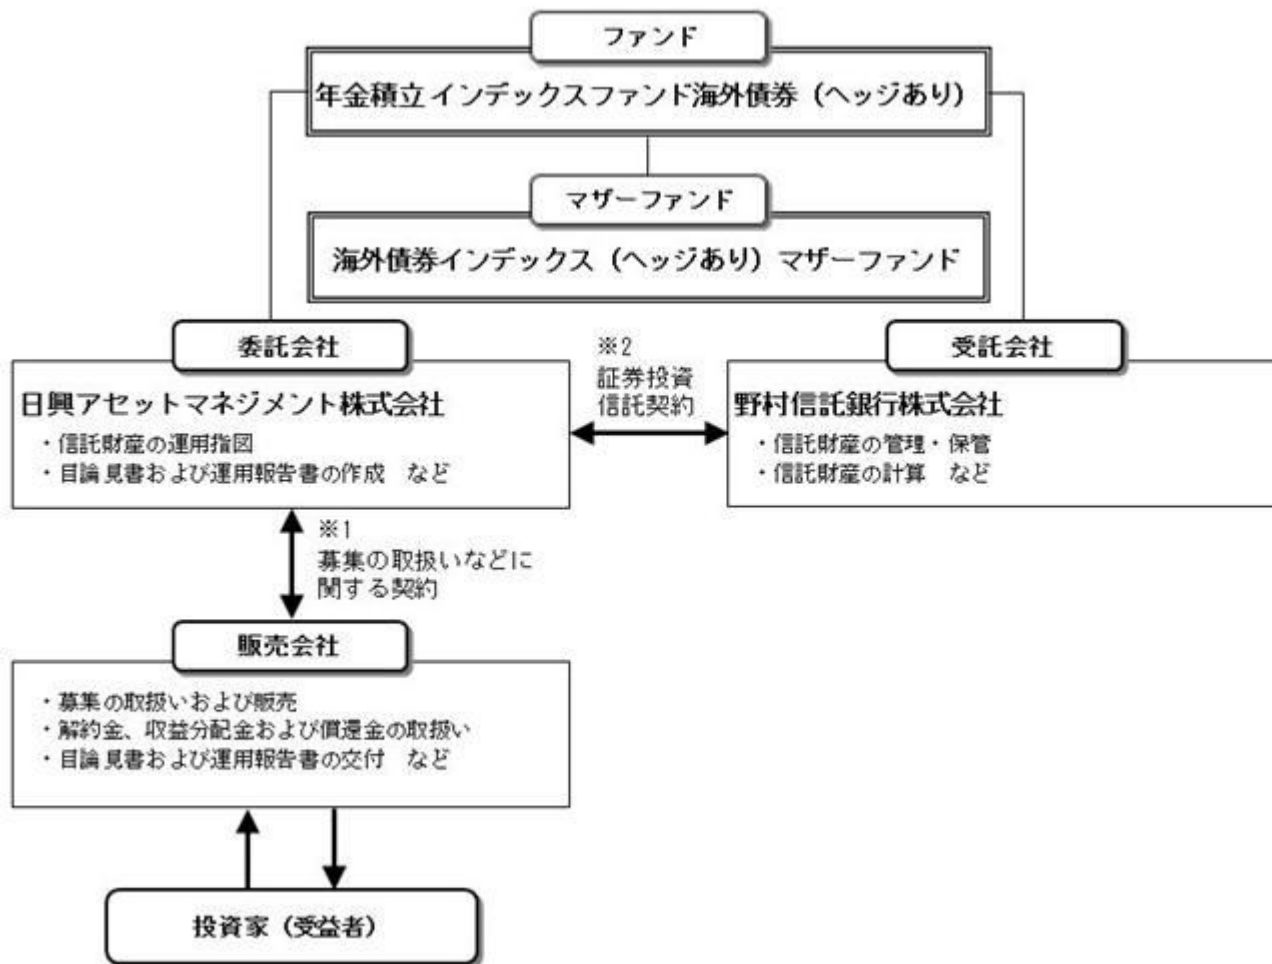 ファンド
年金積立 インデックスファンド海外債券（ヘッジあり）
マザーファンド
海外債券インデックス（ヘッジあり）マザーファンド
委託会社
日興アセットマネジメント株式会社
・信託財産の運用指図
・目論見書および運用報告書の作成　など
※2
証券投資
信託契約
受託会社
野村信託銀行株式会社
・信託財産の管理・保管
・信託財産の計算　など
※1
募集の取扱いなどに
関する契約
販売会社
・募集の取扱いおよび販売
・解約金、収益分配金および償還金の取扱い
・目論見書および運用報告書の交付　など
投資家（受益者）